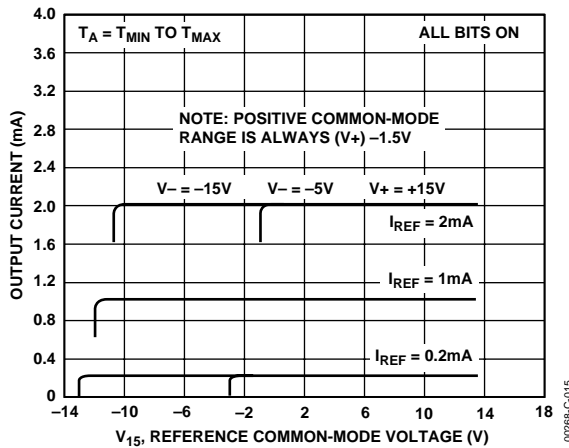 4.0
3.6
3.2
2.8
2.4
2.0
1.6
1.2
0.8
0.4
0
OUTPUT CURRENT (mA)
TA = TMIN TO TMAX
ALL BITS ON
NOTE: POSITIVE COMMON-MODE
RANGE IS ALWAYS (V+) –1.5V
V– = –15V V– = –5V V+ = +15V
IREF = 2mA
IREF = 1mA
IREF = 0.2mA
–14 –10 –6 –2 2 6 10 14 18
V15, REFERENCE COMMON-MODE VOLTAGE (V)
00268-C-015